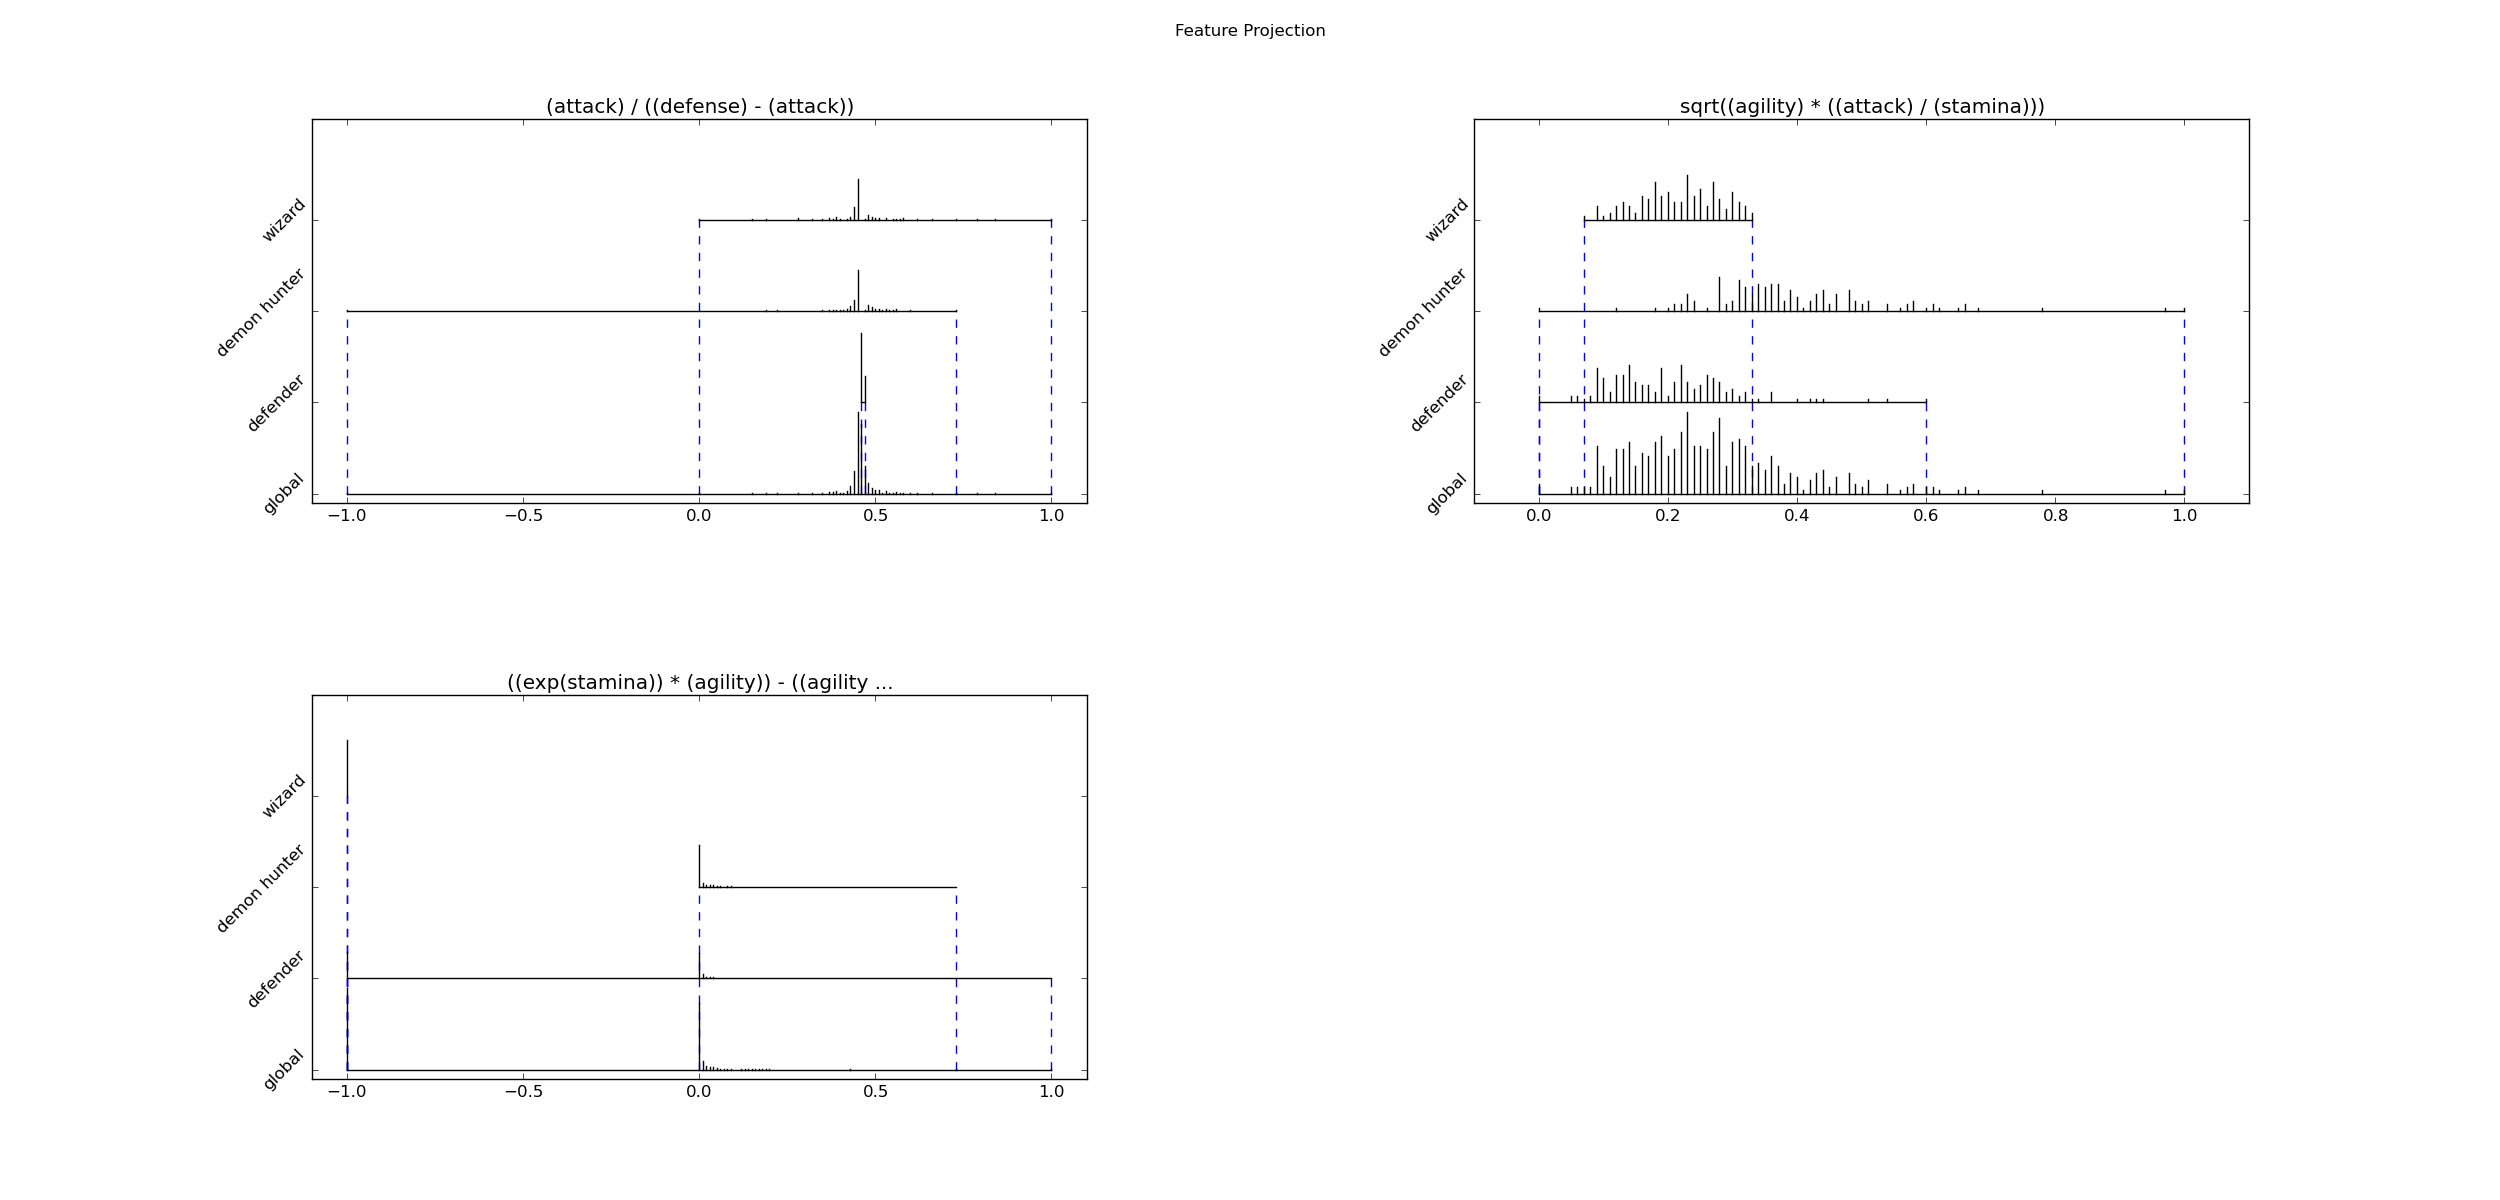 Feature Projection
(attack) / ((defense) - (attack))
wizard
demon hunter
defender
global
−1.0 −0.5 0.0 0.5 1.0
sqrt((agility) * ((attack) / (stamina)))
wizard
demon hunter
defender
global
0.0 0.2 0.4 0.6 0.8 1.0
((exp(stamina)) * (agility)) - ((agility ...
wizard
demon hunter
defender
global
−1.0 −0.5 0.0 0.5 1.0